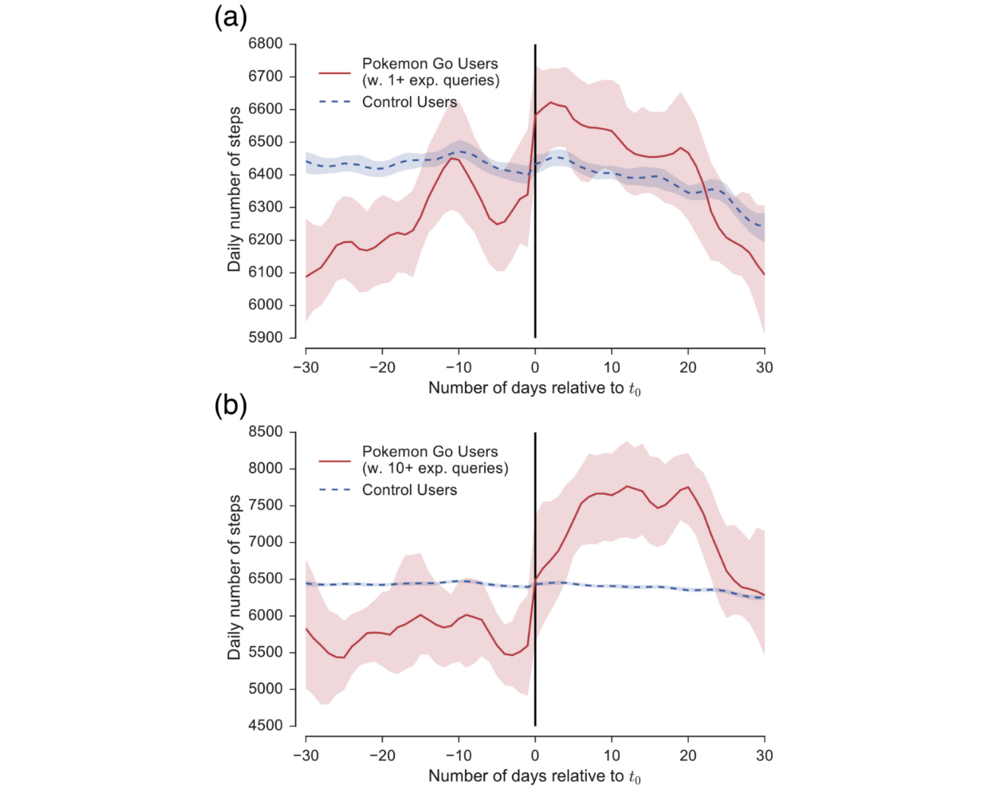 (a)
6800
6700
6600
6500
6400
6300
6200
6100
6000
5900
Daily number of steps
Pokemon Go Users
(w. 1+ exp. queries)
Control Users
−30 −20 −10 0 10 20 30
Number of days relative to t₀
(b)
8500
8000
7500
7000
6500
6000
5500
5000
4500
Daily number of steps
Pokemon Go Users
(w. 10+ exp. queries)
Control Users
−30 −20 −10 0 10 20 30
Number of days relative to t₀